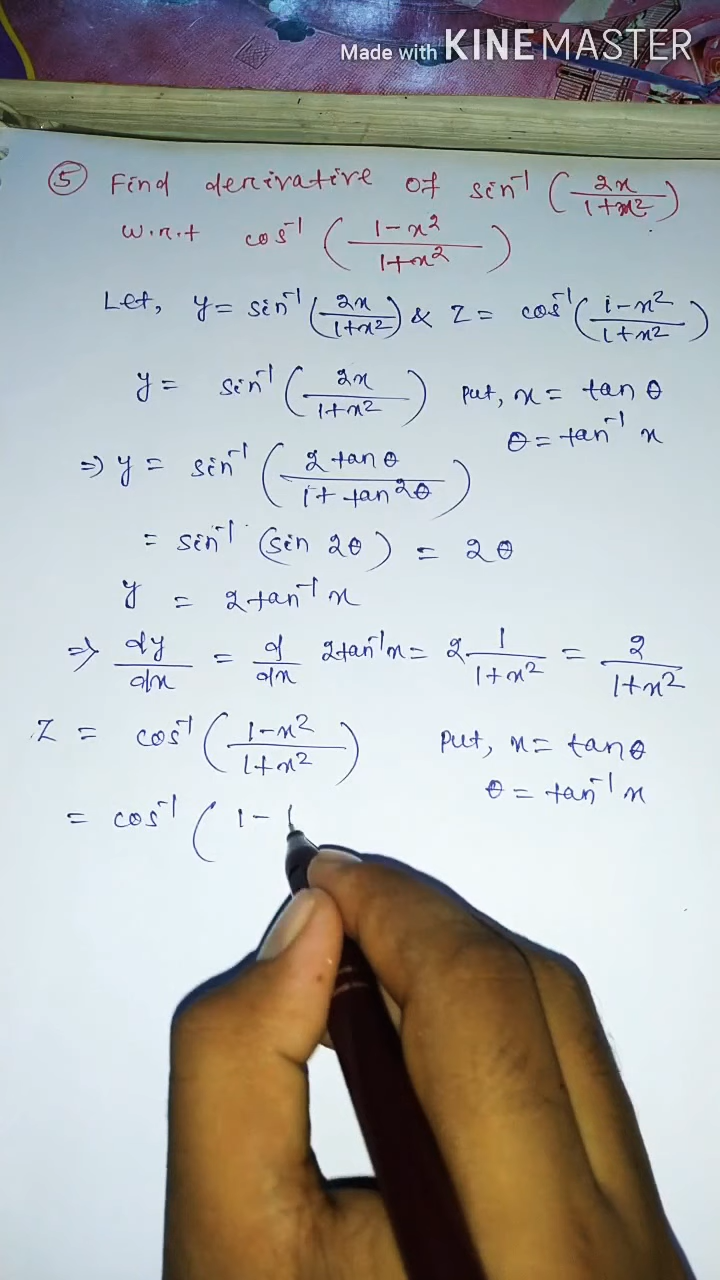 Made with KINEMASTER
⑤ Find derivative of sin⁻¹ (2x/1+x²)
w.r.t cos⁻¹ (1-x²/1+x²)
Let, y = sin⁻¹ (2x/1+x²) & Z = cos⁻¹ (1-x²/1+x²)
y = sin⁻¹ (2x/1+x²) Put, x = tan θ
θ = tan⁻¹ x
⇒ y = sin⁻¹ (2 tan θ/1+ tan²θ)
= sin⁻¹ (sin 2θ) = 2θ
y = 2tan⁻¹ x
⇒ dy/dx = d/dx 2tan⁻¹x = 2 1/1+x² = 2/1+x²
Z = cos⁻¹ (1-x²/1+x²) Put, x = tan θ
θ = tan⁻¹ x
= cos⁻¹ ( 1 -